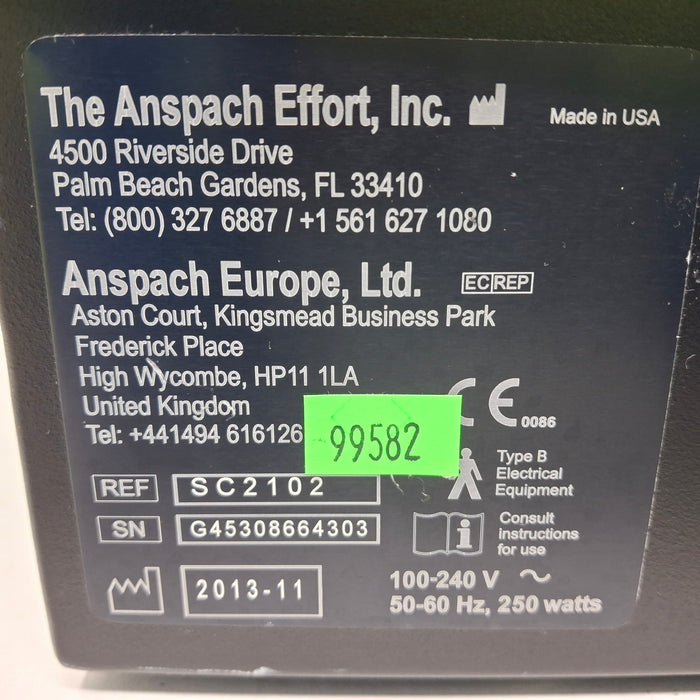 The Anspach Effort, Inc.
Made in USA
4500 Riverside Drive
Palm Beach Gardens, FL 33410
Tel: (800) 327 6887 / +1 561 627 1080
Anspach Europe, Ltd.
EC REP
Aston Court, Kingsmead Business Park
Frederick Place
High Wycombe, HP11 1LA
United Kingdom
Tel: +441494 616126
99582
CE 0086
Type B
Electrical
Equipment
REF SC2102
SN G45308664303
i
Consult
instructions
for use
2013-11
100-240 V ~
50-60 Hz, 250 watts